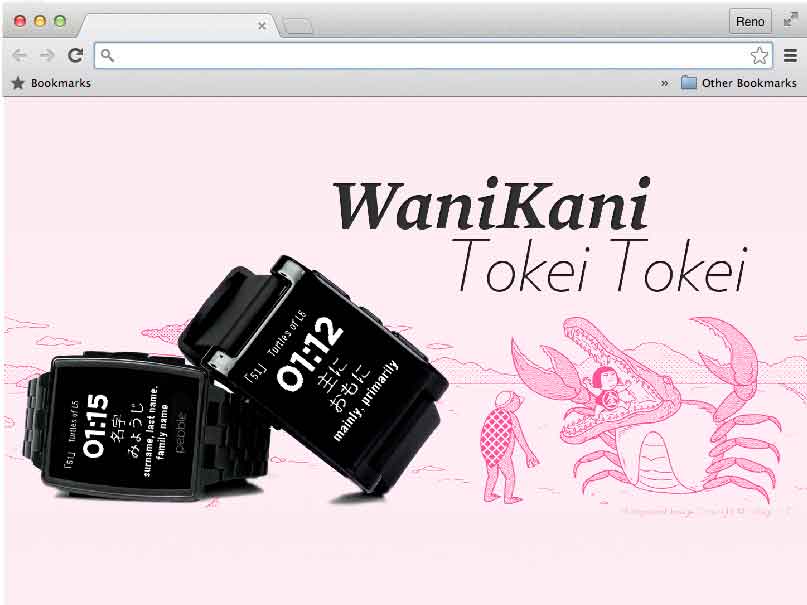 Reno
Bookmarks
»
Other Bookmarks
WaniKani
Tokei Tokei
「51」 Turtles of L5
01:12
主に
おもに
mainly, primarily
「51」 Turtles of L5
01:15
名字
みょうじ
surname, last name,
family name
pebble